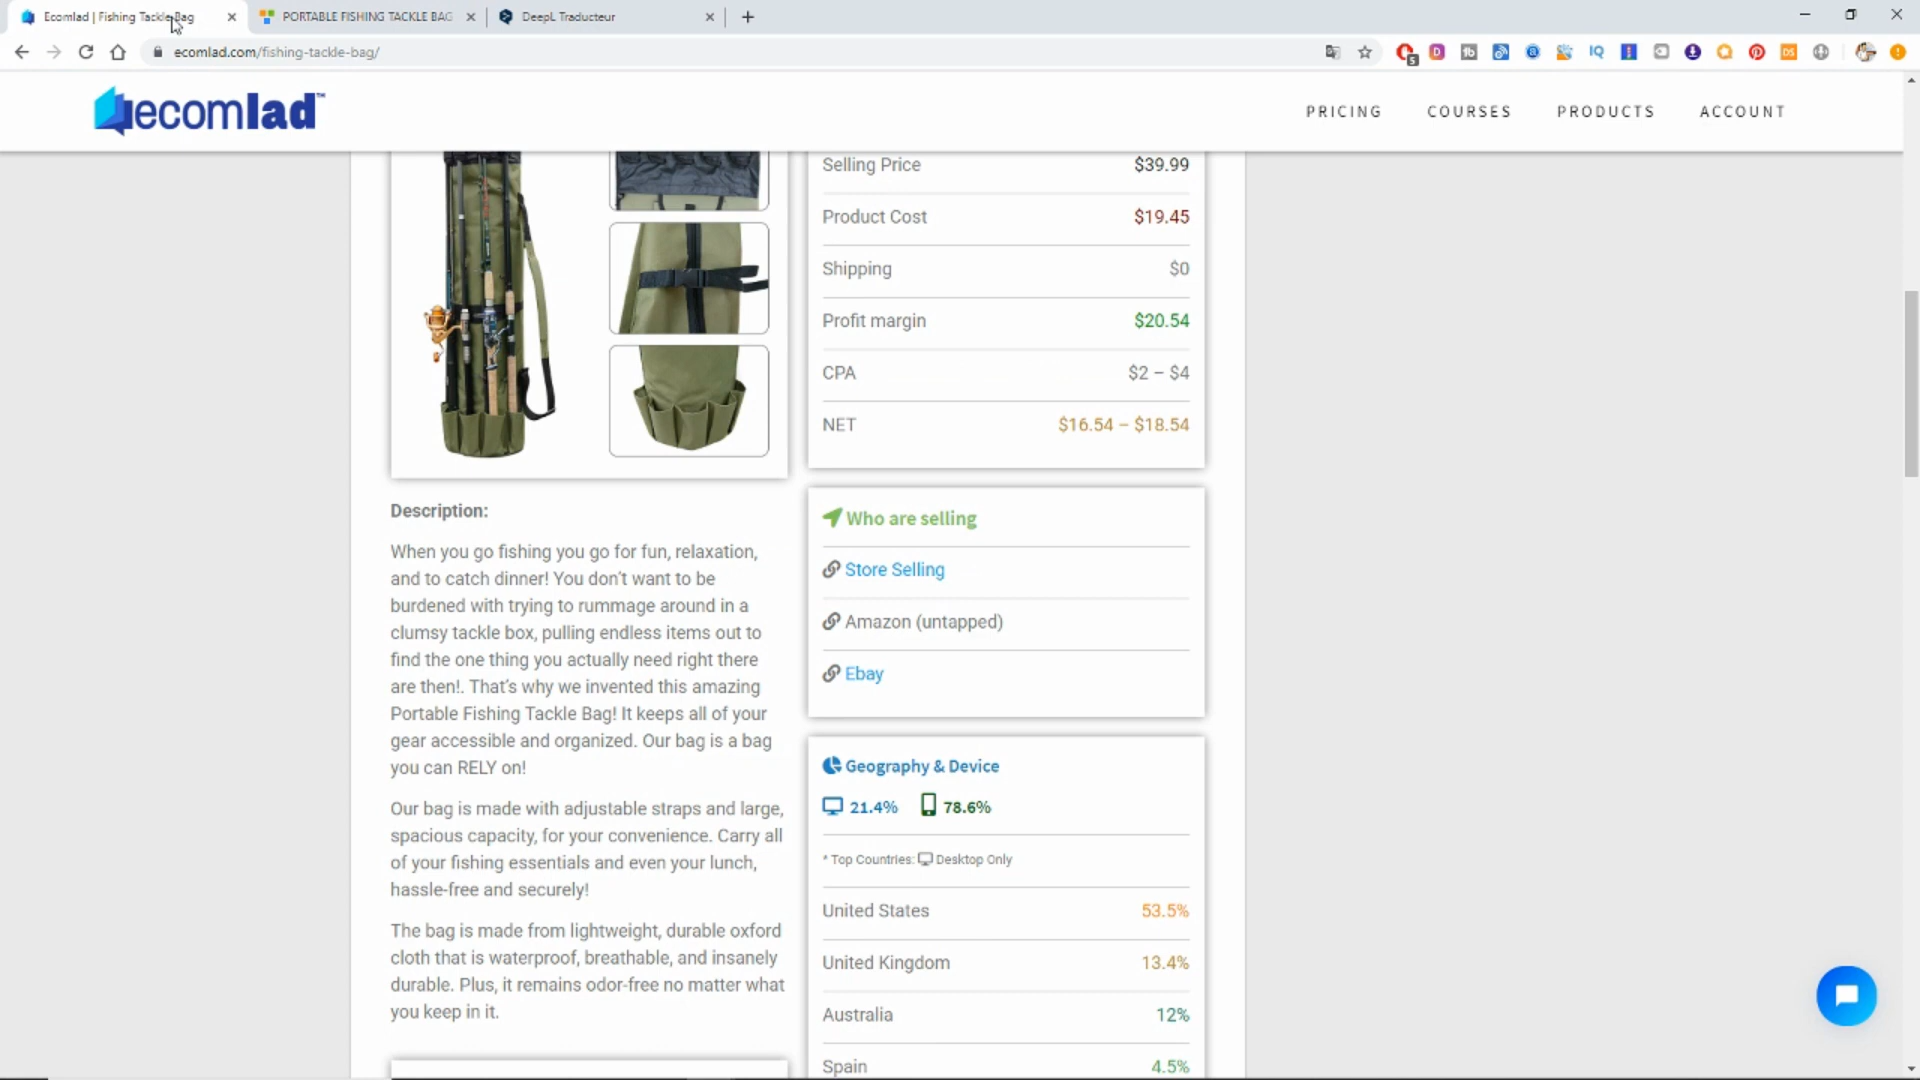 Ecomlad | Fishing Tackle Bag
PORTABLE FISHING TACKLE BAG
DeepL Traducteur
ecomlad.com/fishing-tackle-bag/
5
IQ
DS
ecomlad™
PRICING
COURSES
PRODUCTS
ACCOUNT
Selling Price $39.99
Product Cost $19.45
Shipping $0
Profit margin $20.54
CPA $2 – $4
NET $16.54 – $18.54
Description:
When you go fishing you go for fun, relaxation,
and to catch dinner! You don’t want to be
burdened with trying to rummage around in a
clumsy tackle box, pulling endless items out to
find the one thing you actually need right there
are then!. That’s why we invented this amazing
Portable Fishing Tackle Bag! It keeps all of your
gear accessible and organized. Our bag is a bag
you can RELY on!
Our bag is made with adjustable straps and large,
spacious capacity, for your convenience. Carry all
of your fishing essentials and even your lunch,
hassle-free and securely!
The bag is made from lightweight, durable oxford
cloth that is waterproof, breathable, and insanely
durable. Plus, it remains odor-free no matter what
you keep in it.
Who are selling
Store Selling
Amazon (untapped)
Ebay
Geography & Device
21.4% 78.6%
* Top Countries: Desktop Only
United States 53.5%
United Kingdom 13.4%
Australia 12%
Spain 4.5%